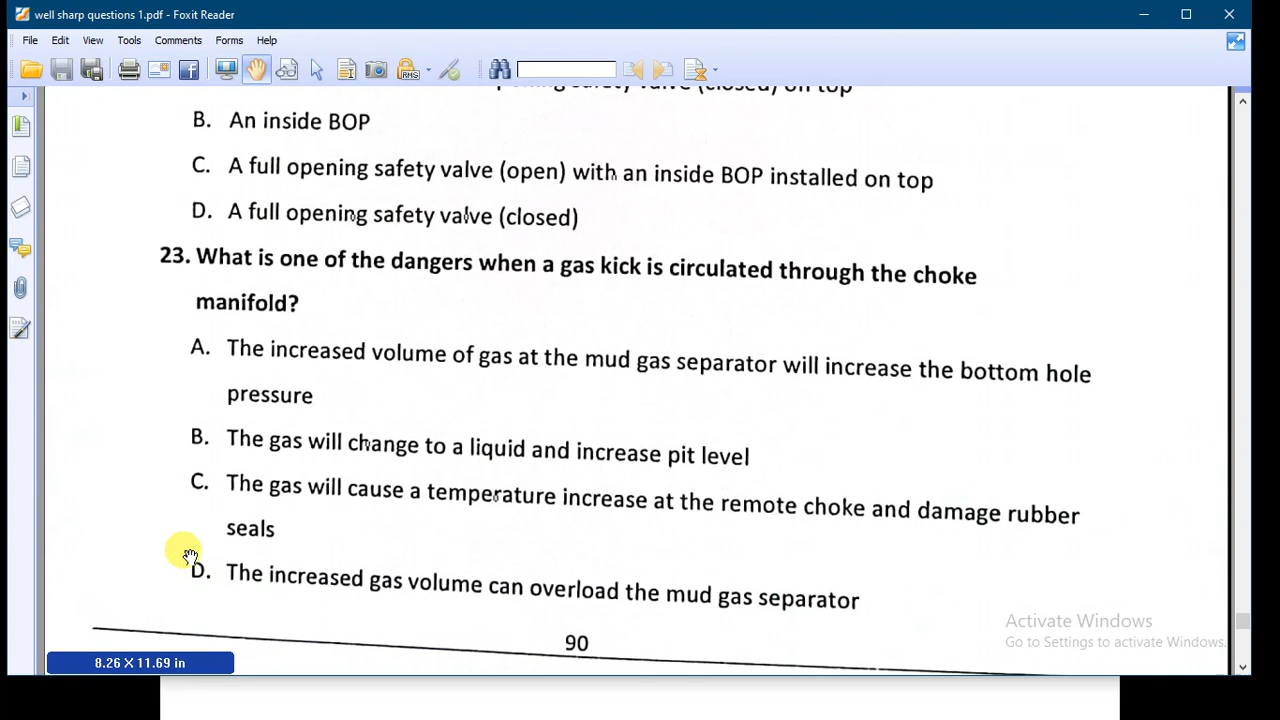 well sharp questions 1.pdf - Foxit Reader
File Edit View Tools Comments Forms Help
safety valve (closed) on top
B. An inside BOP
C. A full opening safety valve (open) with an inside BOP installed on top
D. A full opening safety valve (closed)
23. What is one of the dangers when a gas kick is circulated through the choke
manifold?
A. The increased volume of gas at the mud gas separator will increase the bottom hole
pressure
B. The gas will change to a liquid and increase pit level
C. The gas will cause a temperature increase at the remote choke and damage rubber
seals
D. The increased gas volume can overload the mud gas separator
90
Activate Windows
Go to Settings to activate Windows.
8.26 X 11.69 in